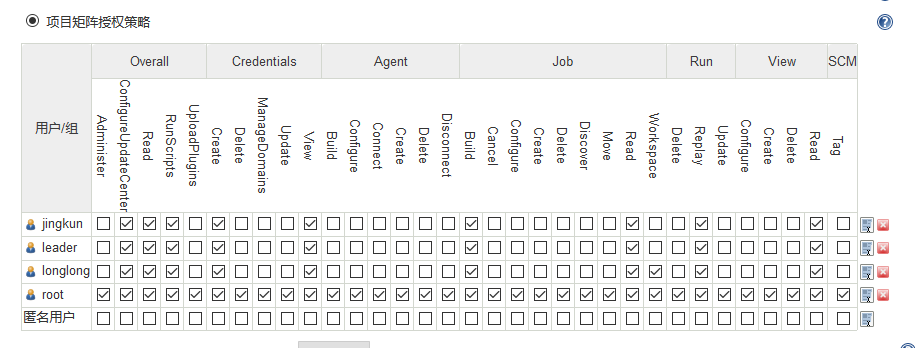 项目矩阵授权策略
用户/组 Overall Credentials Agent Job Run View SCM
Administer ConfigureUpdateCenter Read RunScripts UploadPlugins Create Delete ManageDomains Update View Build Configure Connect Create Delete Disconnect Build Cancel Configure Create Delete Discover Move Read Workspace Delete Replay Update Configure Create Delete Read Tag
jingkun
leader
longlong
root
匿名用户